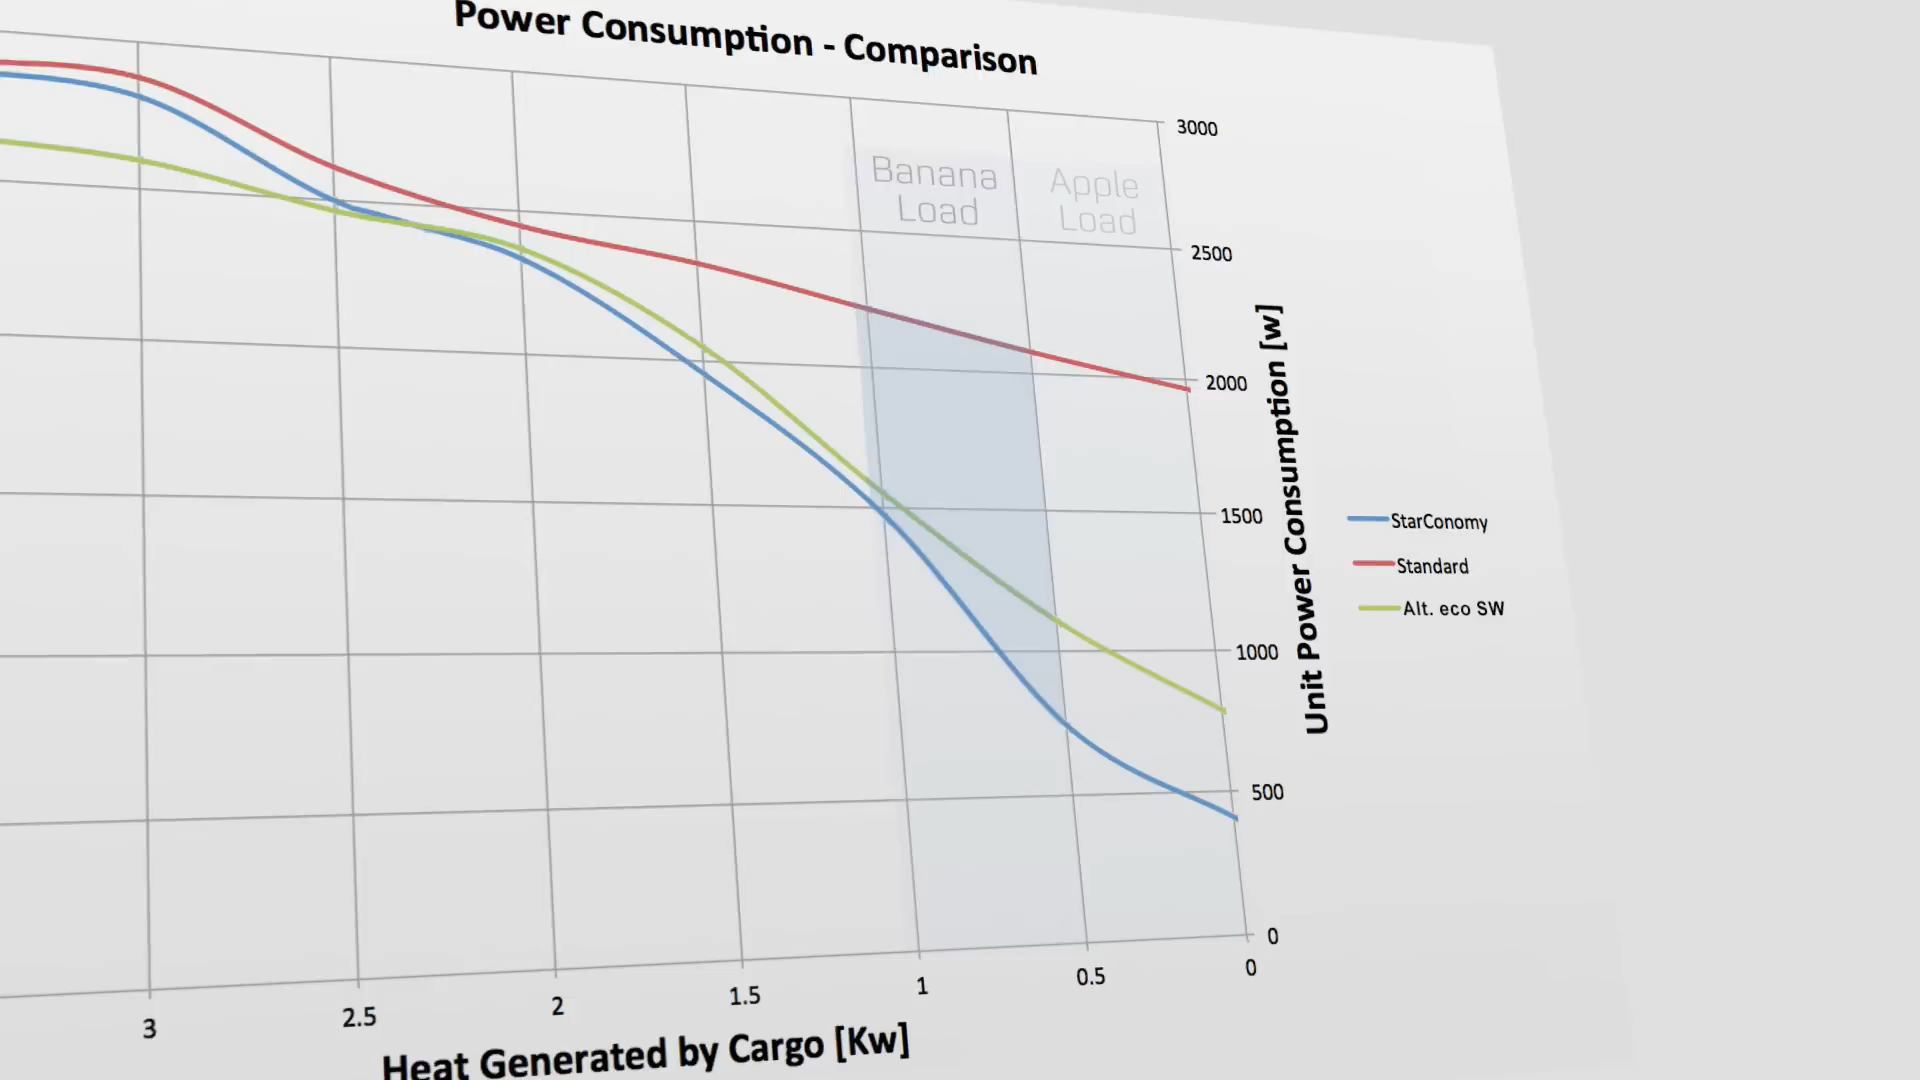 Power Consumption - Comparison
Banana
Load
Apple
Load
3000
2500
2000
1500
1000
500
0
Unit Power Consumption [w]
StarConomy
Standard
Alt. eco SW
3
2.5
2
1.5
1
0.5
0
Heat Generated by Cargo [Kw]